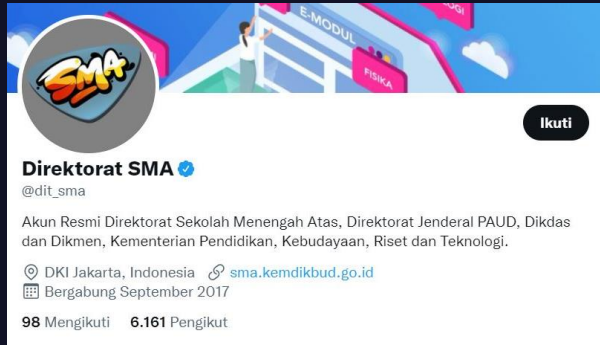 E-MODUL
OGI
FISIKA
SMA
Ikuti
Direktorat SMA
@dit_sma
Akun Resmi Direktorat Sekolah Menengah Atas, Direktorat Jenderal PAUD, Dikdas
dan Dikmen, Kementerian Pendidikan, Kebudayaan, Riset dan Teknologi.
DKI Jakarta, Indonesia sma.kemdikbud.go.id
Bergabung September 2017
98 Mengikuti 6.161 Pengikut